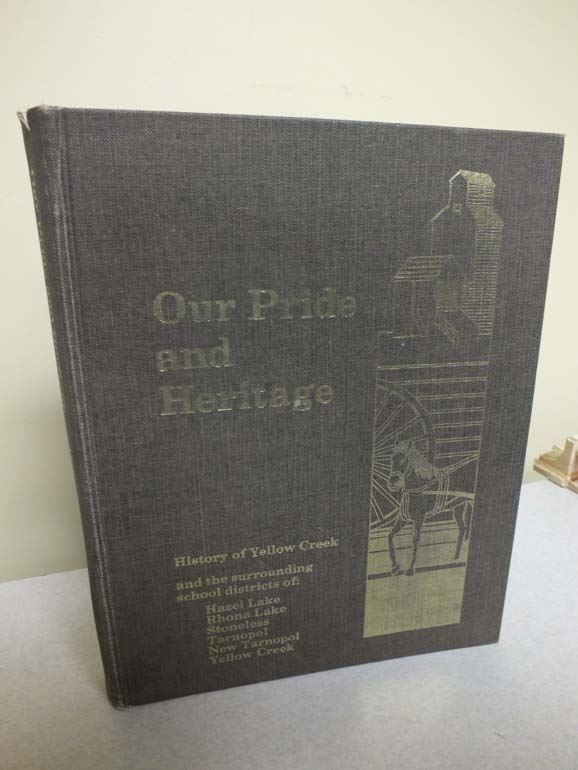 Our Pride
and
Heritage
History of Yellow Creek
and the surrounding
school districts of:
Hazel Lake
Rhona Lake
Stoneless
Tarnopol
New Tarnopol
Yellow Creek